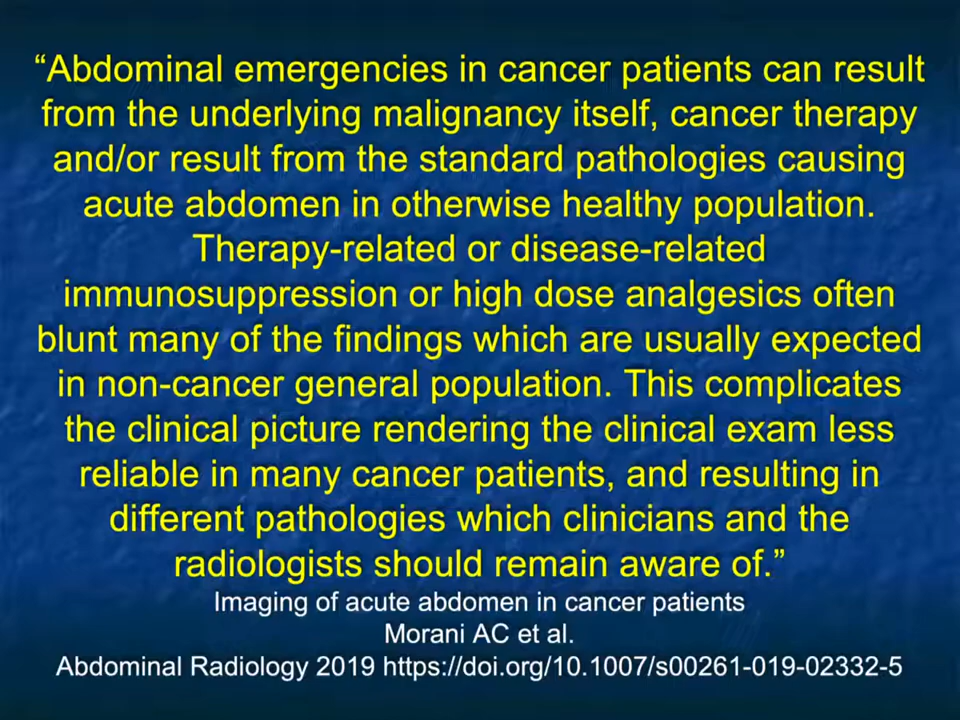 “Abdominal emergencies in cancer patients can result
from the underlying malignancy itself, cancer therapy
and/or result from the standard pathologies causing
acute abdomen in otherwise healthy population.
Therapy-related or disease-related
immunosuppression or high dose analgesics often
blunt many of the findings which are usually expected
in non-cancer general population. This complicates
the clinical picture rendering the clinical exam less
reliable in many cancer patients, and resulting in
different pathologies which clinicians and the
radiologists should remain aware of.”
Imaging of acute abdomen in cancer patients
Morani AC et al.
Abdominal Radiology 2019 https://doi.org/10.1007/s00261-019-02332-5